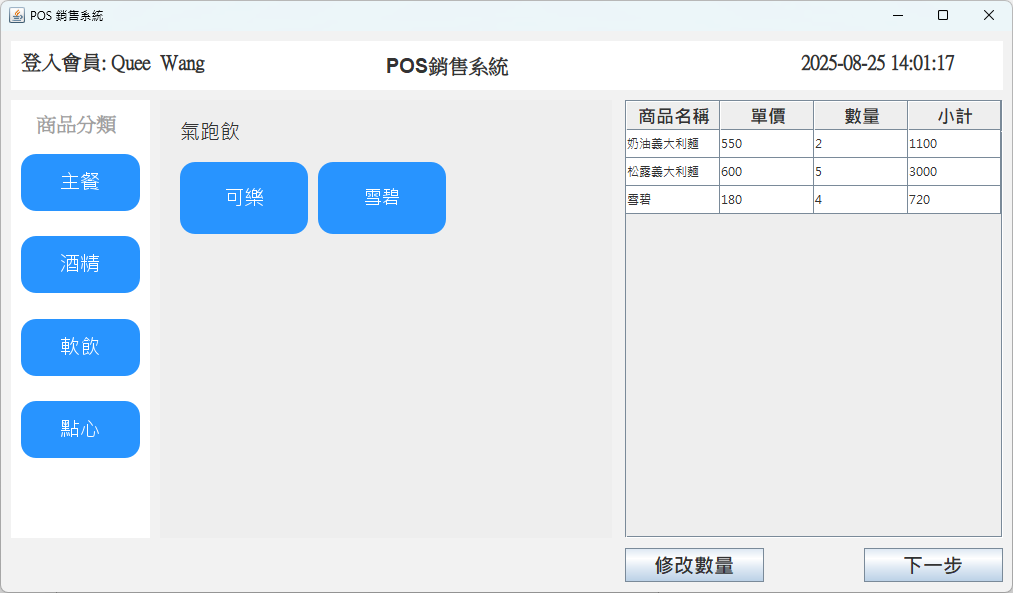 POS 銷售系統
登入會員: Quee Wang
POS銷售系統
2025-08-25 14:01:17
商品分類
主餐
酒精
軟飲
點心
氣跑飲
可樂
雪碧
商品名稱 單價 數量 小計
奶油義大利麵 550 2 1100
松露義大利麵 600 5 3000
雪碧 180 4 720
修改數量
下一步